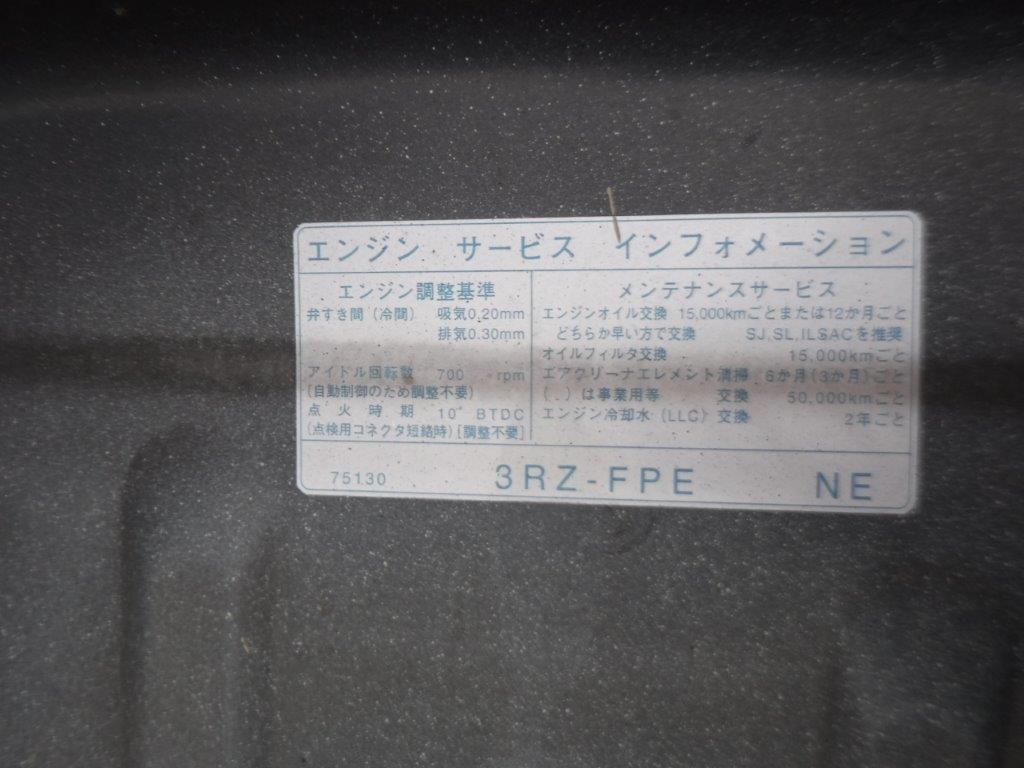 エンジン サービス インフォメーション
エンジン調整基準
弁すき間 (冷間) 吸気0.20mm
排気0.30mm
アイドル回転数 700 rpm
(自動制御のため調整不要)
点火時期 10° BTDC
(点検用コネクタ短絡時) [調整不要]
メンテナンスサービス
エンジンオイル交換 15,000kmごとまたは12か月ごと
どちらか早い方で交換 SJ,SL,ILSACを推奨
オイルフィルタ交換 15,000kmごと
エアクリーナエレメント清掃 6か月(3か月)ごと
( . )は事業用等 交換 50,000kmごと
エンジン冷却水 (LLC) 交換 2年ごと
75130 3RZ-FPE NE